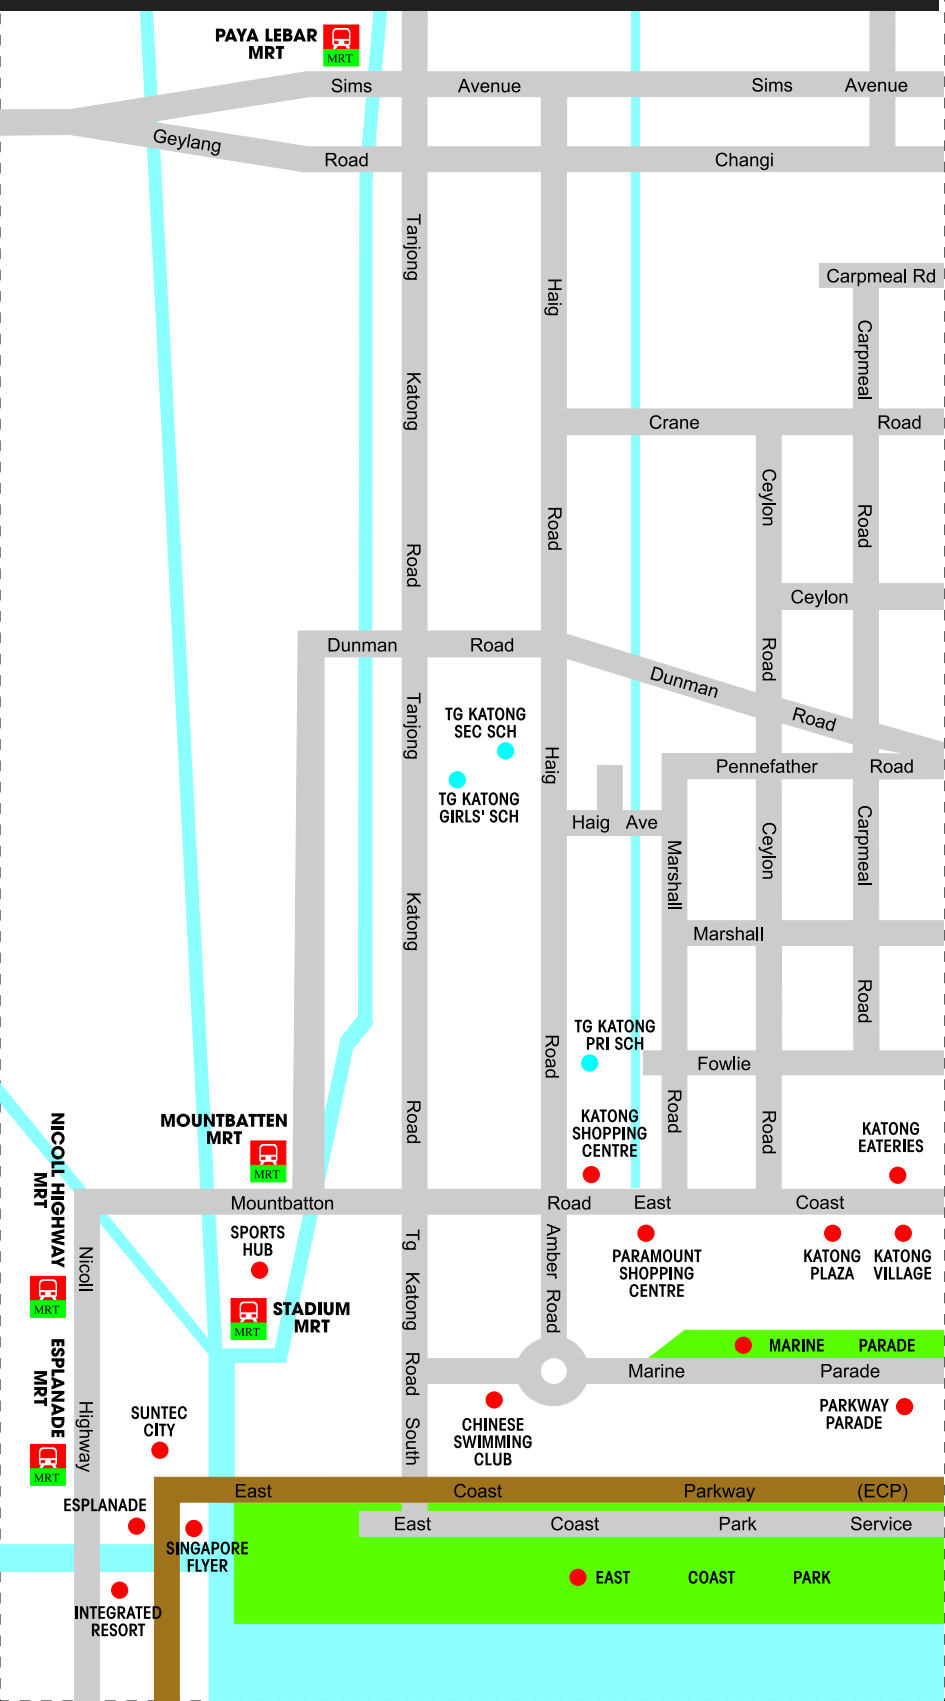 PAYA LEBAR
MRT
MRT
Sims Avenue Sims Avenue
Geylang
Road Changi
Tanjong
Katong
Road
Haig
Road
Carpmeal Rd
Carpmeal
Road
Crane Road
Ceylon
Road
Ceylon
Dunman Road
Dunman
Road
Tanjong
Katong
Road
TG KATONG
SEC SCH
TG KATONG
GIRLS' SCH
Haig
Road
Pennefather Road
Haig Ave
Marshall
Road
Ceylon
Road
Carpmeal
Road
Marshall
TG KATONG
PRI SCH
Fowlie
KATONG
SHOPPING
CENTRE
KATONG
EATERIES
MOUNTBATTEN
MRT
MRT
NICOLL HIGHWAY
MRT
MRT
Mountbatton Road East Coast
SPORTS
HUB
STADIUM
MRT
MRT
Nicoll
Highway
Tg
Katong
Road
South
Amber Road
PARAMOUNT
SHOPPING
CENTRE
KATONG
PLAZA
KATONG
VILLAGE
MARINE PARADE
Marine Parade
PARKWAY
PARADE
CHINESE
SWIMMING
CLUB
ESPLANADE
MRT
MRT
SUNTEC
CITY
East Coast Parkway (ECP)
ESPLANADE
East Coast Park Service
SINGAPORE
FLYER
EAST COAST PARK
INTEGRATED
RESORT